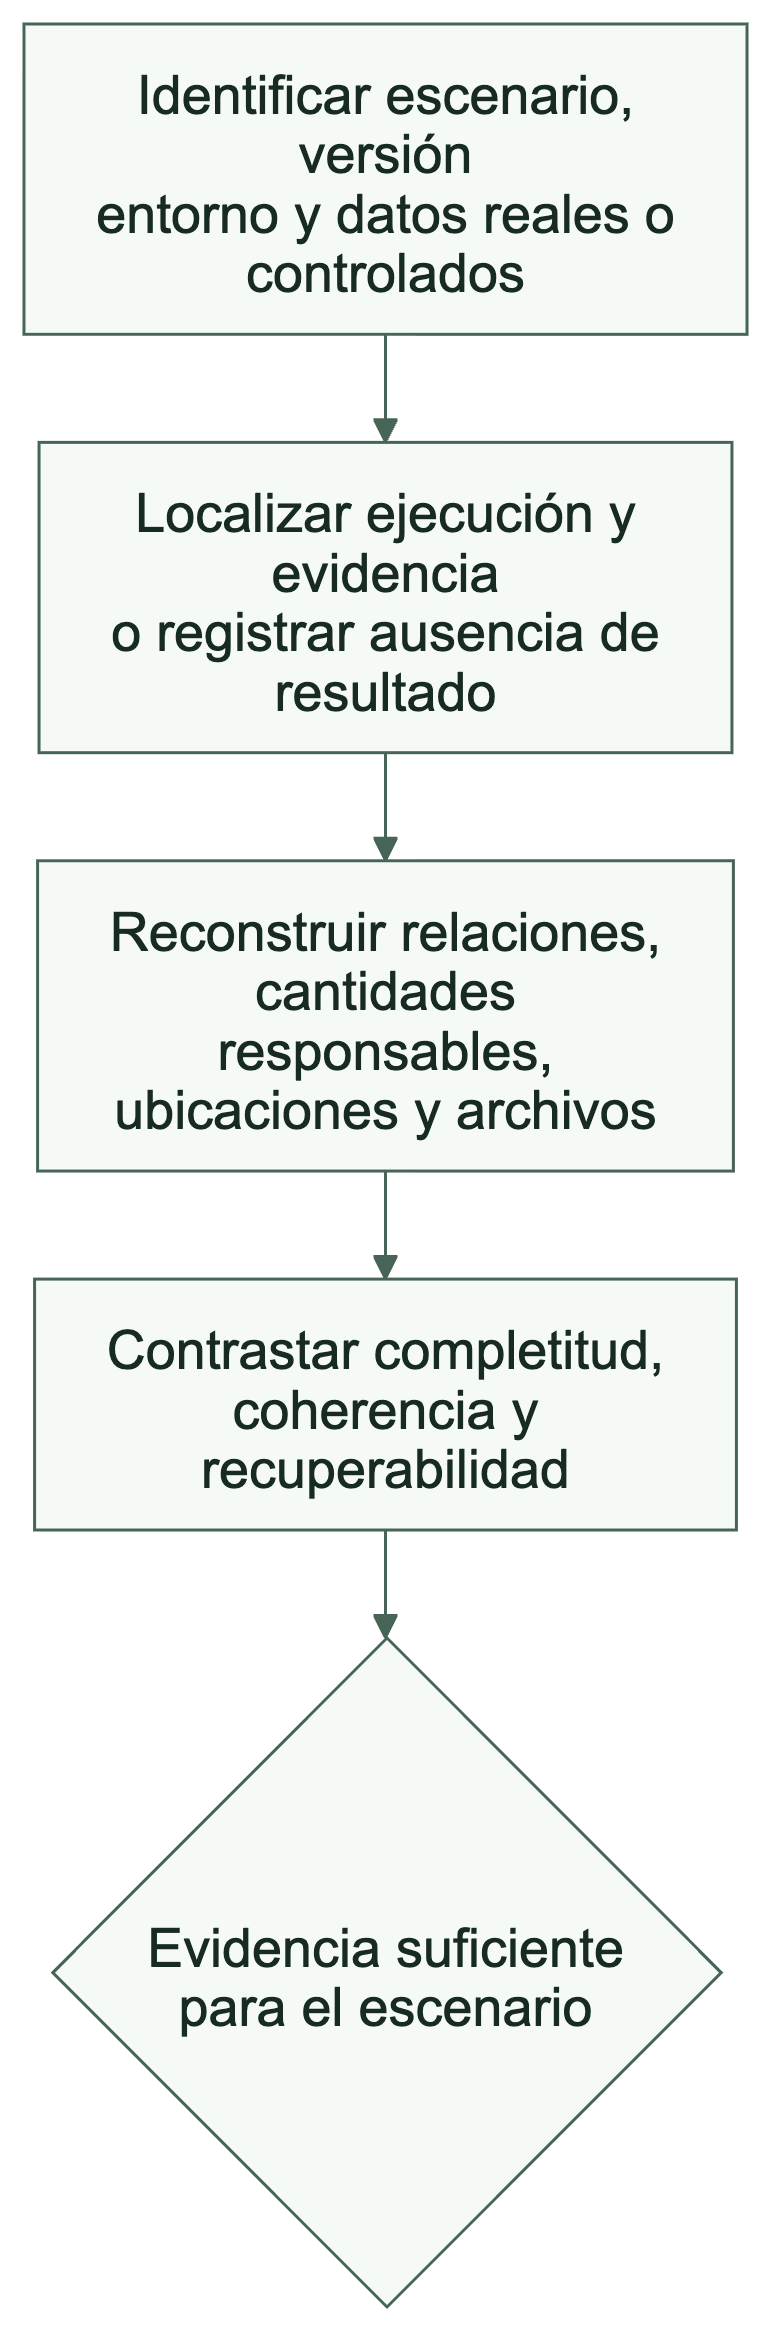 Identificar escenario,
versión
entorno y datos reales o
controlados
Localizar ejecución y
evidencia
o registrar ausencia de
resultado
Reconstruir relaciones,
cantidades
responsables,
ubicaciones y archivos
Contrastar completitud,
coherencia y
recuperabilidad
Evidencia suficiente
para el escenario